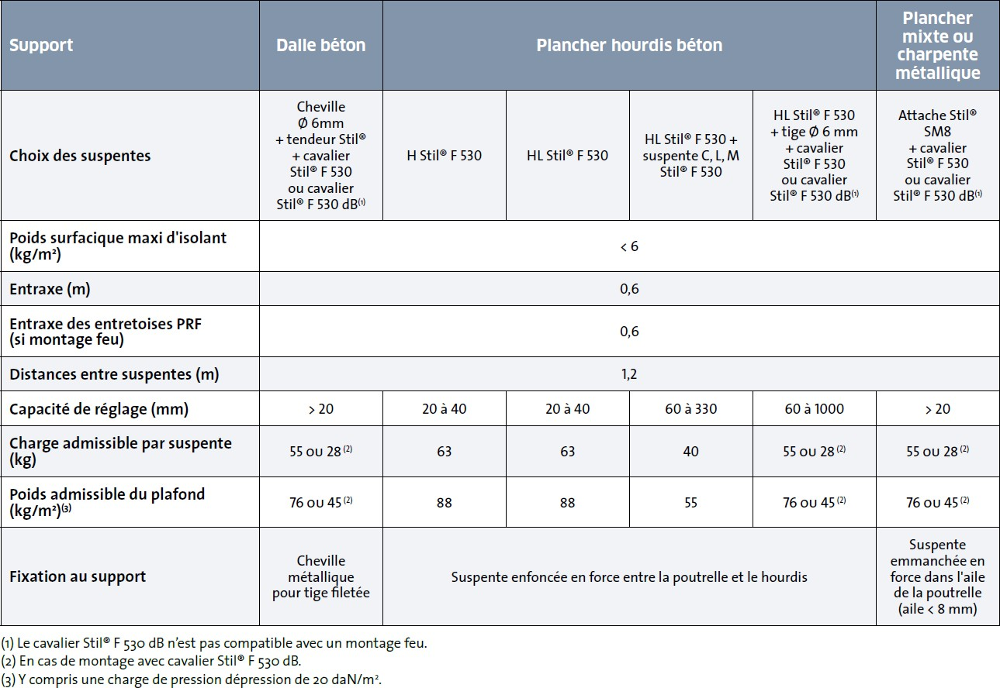 Support
Dalle béton
Plancher hourdis béton
Plancher
mixte ou
charpente
métallique
Choix des suspentes
Cheville
Ø 6mm
+ tendeur Stil®
+ cavalier
Stil® F 530
ou cavalier
Stil® F 530 dB(1)
H Stil® F 530
HL Stil® F 530
HL Stil® F 530 +
suspente C, L, M
Stil® F 530
HL Stil® F 530
+ tige Ø 6 mm
+ cavalier
Stil® F 530
ou cavalier
Stil® F 530 dB(1)
Attache Stil®
SM8
+ cavalier
Stil® F 530
ou cavalier
Stil® F 530 dB(1)
Poids surfacique maxi d'isolant
(kg/m²)
< 6
Entraxe (m)
0,6
Entraxe des entretoises PRF
(si montage feu)
0,6
Distances entre suspentes (m)
1,2
Capacité de réglage (mm)
> 20
20 à 40
20 à 40
60 à 330
60 à 1000
> 20
Charge admissible par suspente
(kg)
55 ou 28 (2)
63
63
40
55 ou 28 (2)
55 ou 28 (2)
Poids admissible du plafond
(kg/m²)(3)
76 ou 45 (2)
88
88
55
76 ou 45 (2)
76 ou 45 (2)
Fixation au support
Cheville
métallique
pour tige filetée
Suspente enfoncée en force entre la poutrelle et le hourdis
Suspente
emmanchée en
force dans l'aile
de la poutrelle
(aile < 8 mm)
(1) Le cavalier Stil® F 530 dB n’est pas compatible avec un montage feu.
(2) En cas de montage avec cavalier Stil® F 530 dB.
(3) Y compris une charge de pression dépression de 20 daN/m².